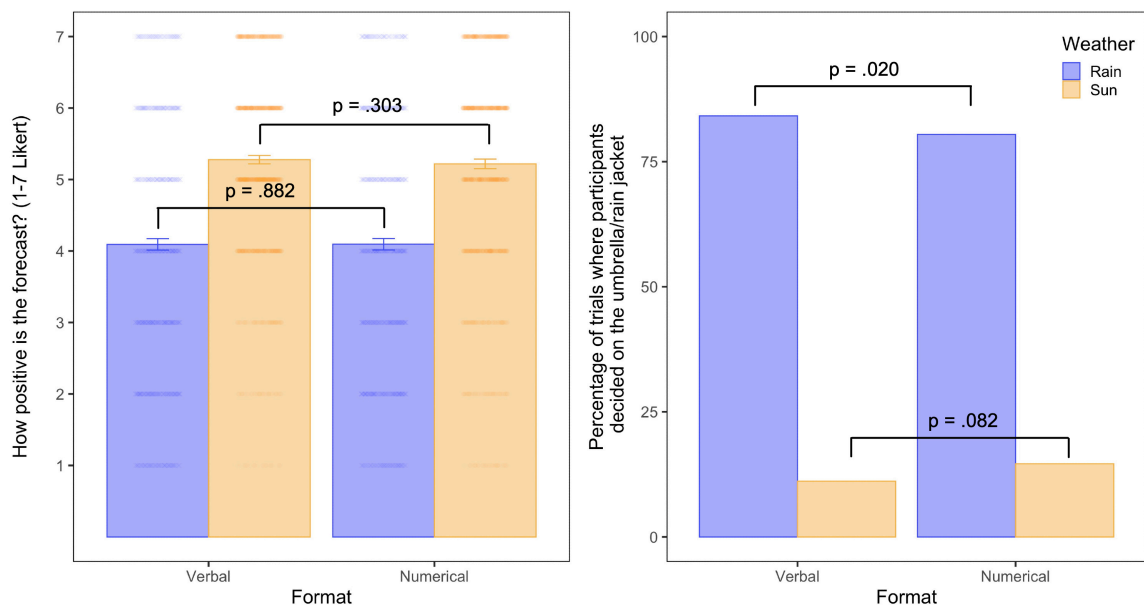 How positive is the forecast? (1-7 Likert)
7
6
5
4
3
2
1
p = .303
p = .882
Verbal
Numerical
Format
Percentage of trials where participants
decided on the umbrella/rain jacket
100
75
50
25
0
p = .020
p = .082
Weather
Rain
Sun
Verbal
Numerical
Format